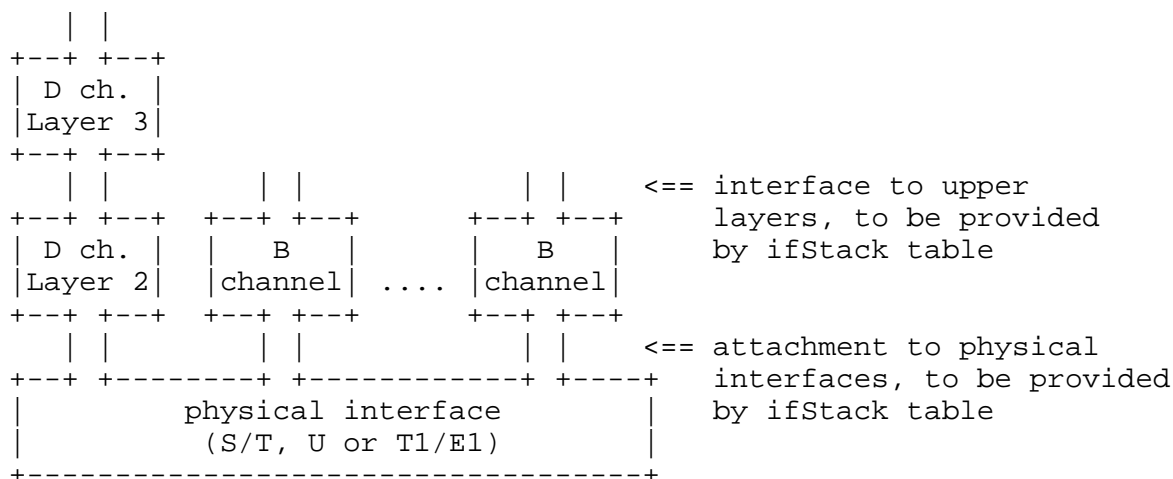 D ch.
Layer 3
<== interface to upper
layers, to be provided
D ch. B B by ifStack table
Layer 2 channel .... channel
<== attachment to physical
interfaces, to be provided
physical interface by ifStack table
(S/T, U or T1/E1)